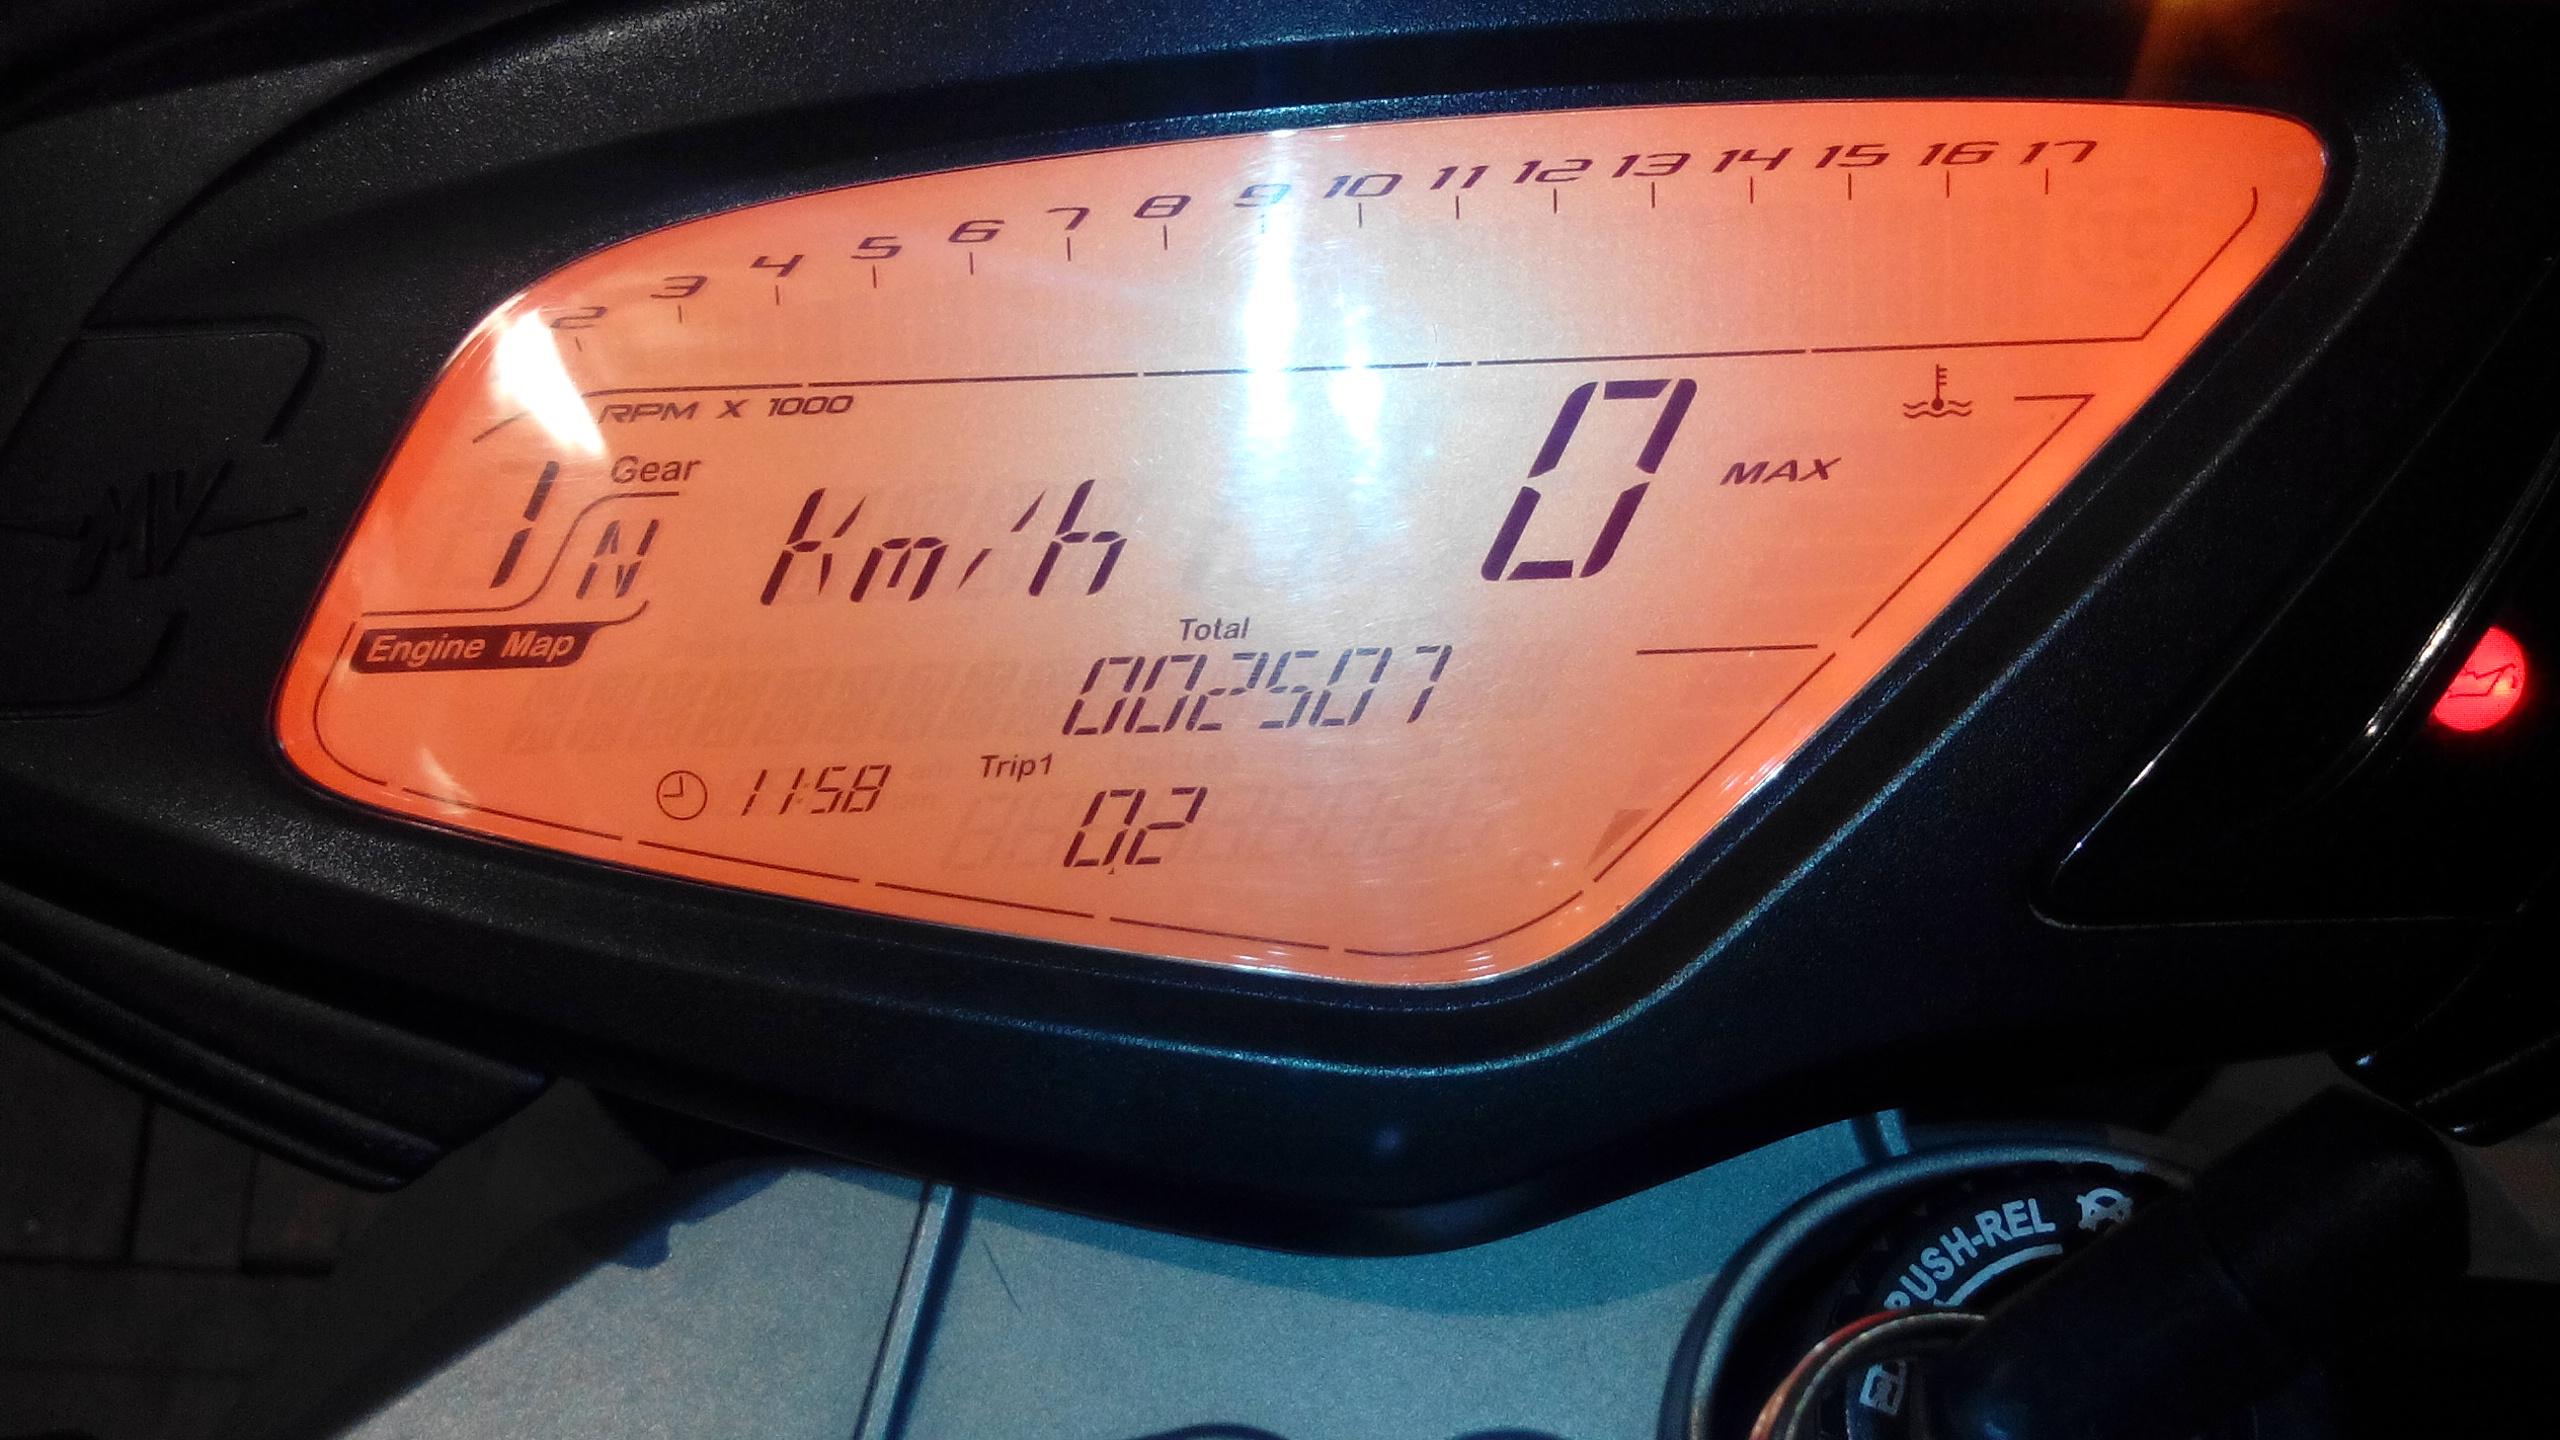 2 3 4 5 6 7 8 9 10 11 12 13 14 15 16 17
RPM X 1000
Gear
1 N Km/h 0 MAX
Engine Map
Total
002507
Trip1
11:58
0.2
MV
PUSH-REL